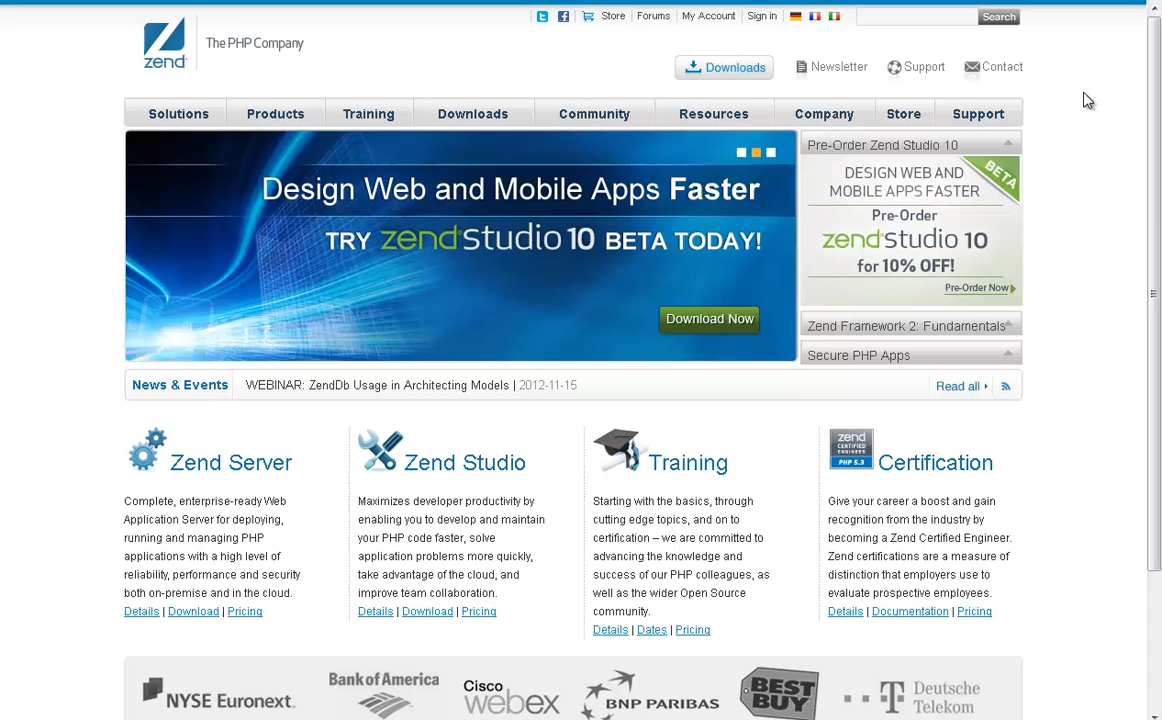 Store Forums My Account Sign in Search
zend The PHP Company
Downloads Newsletter Support Contact
Solutions Products Training Downloads Community Resources Company Store Support
Design Web and Mobile Apps Faster
TRY zend Studio 10 BETA TODAY!
Download Now
Pre-Order Zend Studio 10
BETA
DESIGN WEB AND
MOBILE APPS FASTER
Pre-Order
zend Studio 10
for 10% OFF!
Pre-Order Now
Zend Framework 2: Fundamentals
Secure PHP Apps
News & Events WEBINAR: ZendDb Usage in Architecting Models | 2012-11-15 Read all
Zend Server
Complete, enterprise-ready Web
Application Server for deploying,
running and managing PHP
applications with a high level of
reliability, performance and security
both on-premise and in the cloud.
Details | Download | Pricing
Zend Studio
Maximizes developer productivity by
enabling you to develop and maintain
your PHP code faster, solve
application problems more quickly,
take advantage of the cloud, and
improve team collaboration.
Details | Download | Pricing
Training
Starting with the basics, through
cutting edge topics, and on to
certification – we are committed to
advancing the knowledge and
success of our PHP colleagues, as
well as the wider Open Source
community.
Details | Dates | Pricing
zend
CERTIFIED
ENGINEER
PHP 5.3
Certification
Give your career a boost and gain
recognition from the industry by
becoming a Zend Certified Engineer.
Zend certifications are a measure of
distinction that employers use to
evaluate prospective employees.
Details | Documentation | Pricing
NYSE Euronext.
Bank of America
Cisco
webex
BNP PARIBAS
BEST
BUY
T Deutsche
Telekom